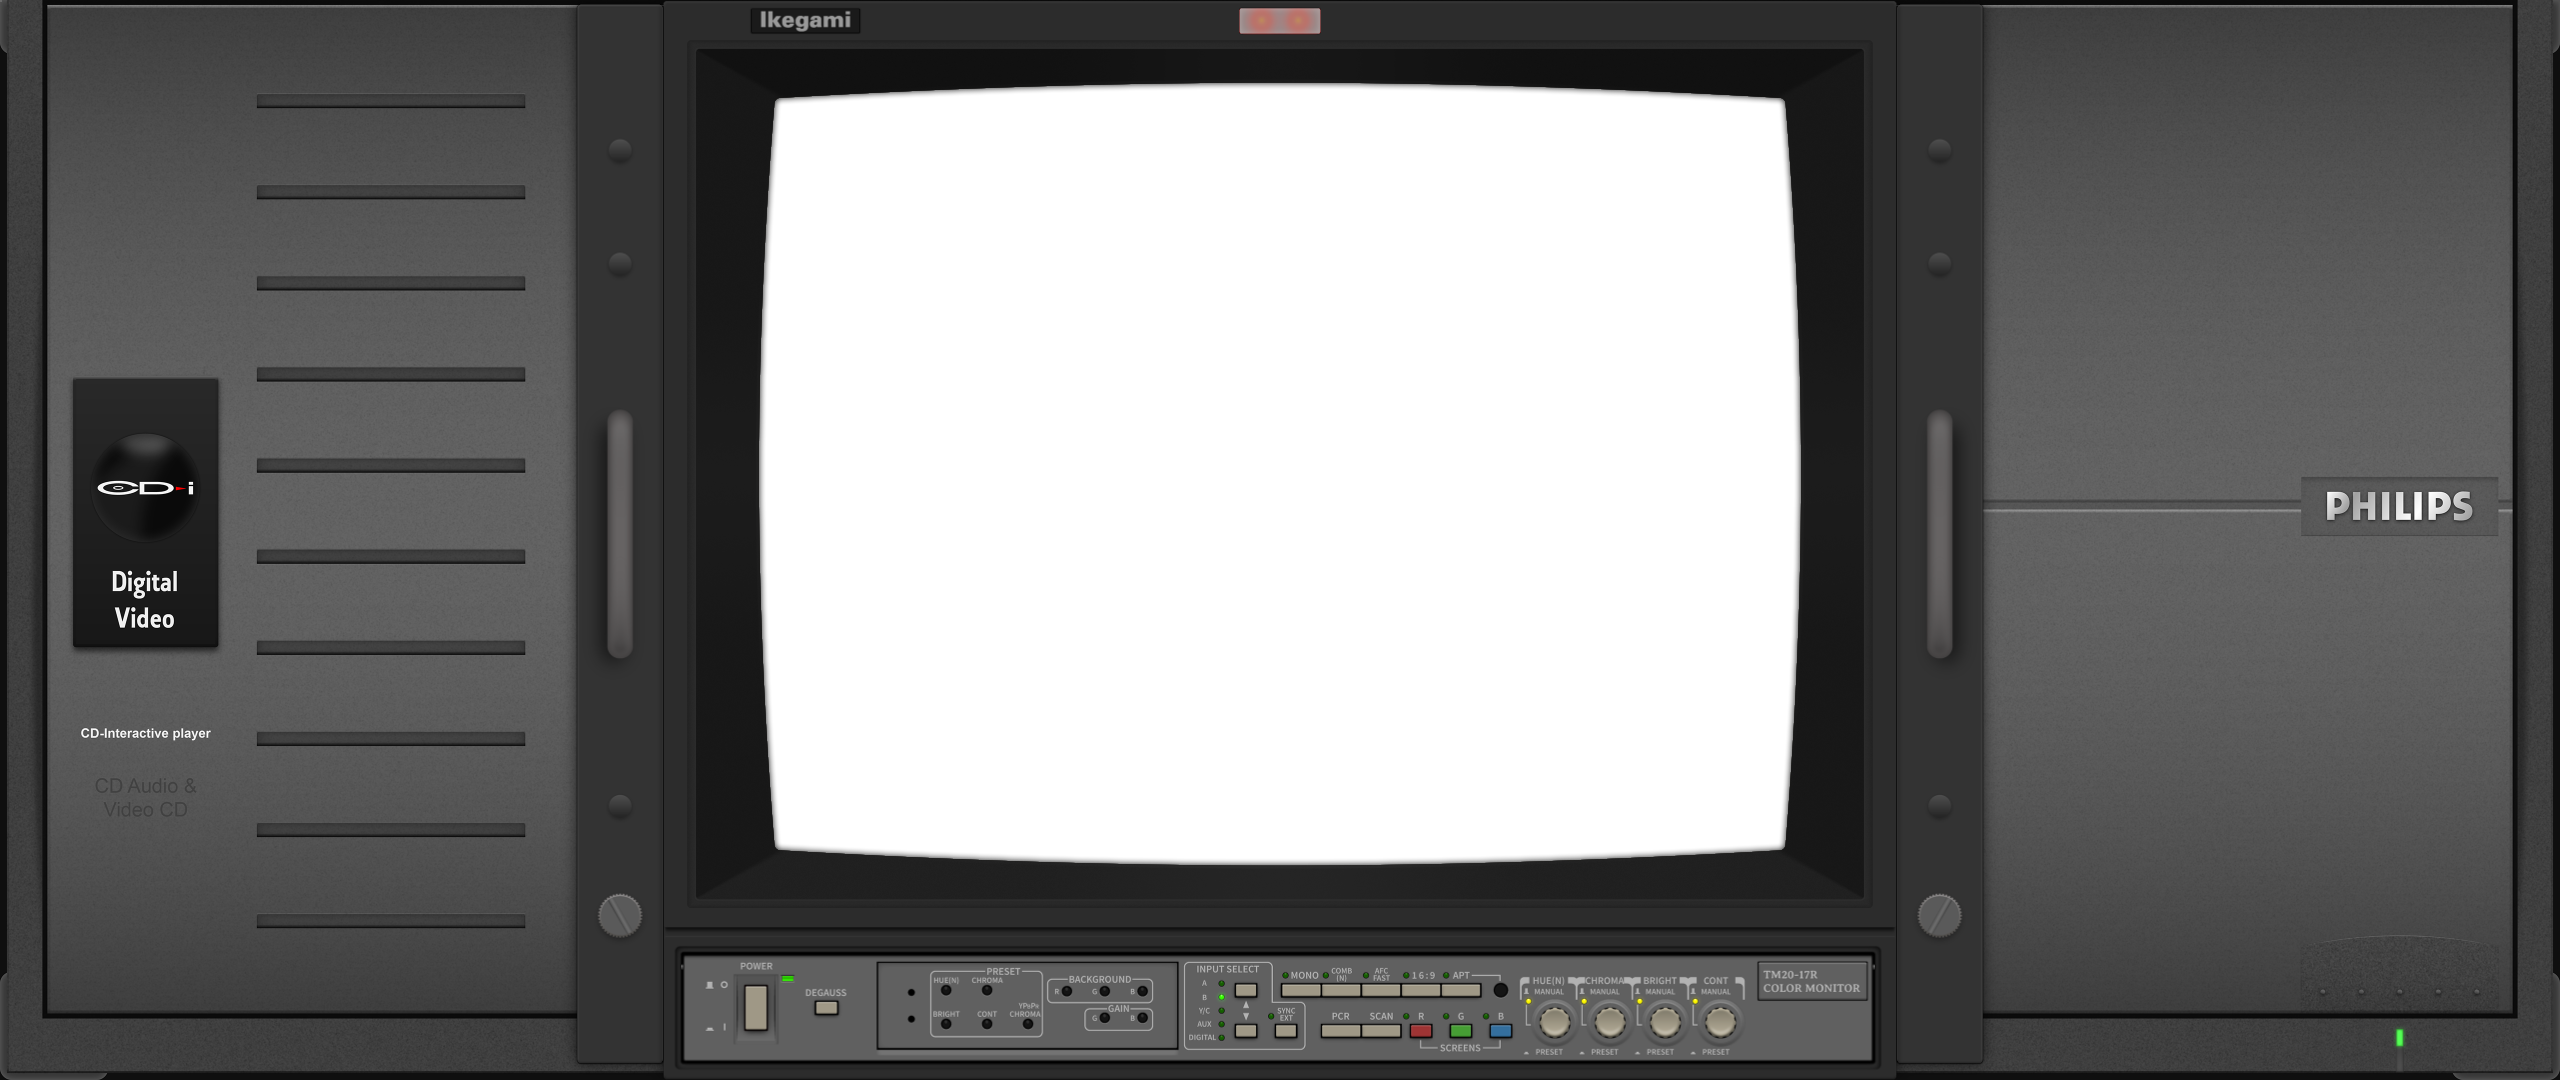 Ikegami
CD-i
Digital
Video
CD-Interactive player
CD Audio &
Video CD
PHILIPS
POWER
DEGAUSS
PRESET
HUE(N)
CHROMA
BRIGHT
CONT
YPBPR
CHROMA
BACKGROUND
R
G
B
GAIN
G
B
INPUT SELECT
A
B
Y/C
AUX
DIGITAL
SYNC
EXT
MONO
COMB
(N)
AFC
FAST
16:9
APT
PCR
SCAN
R
G
B
SCREENS
HUE(N)
CHROMA
BRIGHT
CONT
MANUAL
MANUAL
MANUAL
MANUAL
PRESET
PRESET
PRESET
PRESET
TM20-17R
COLOR MONITOR